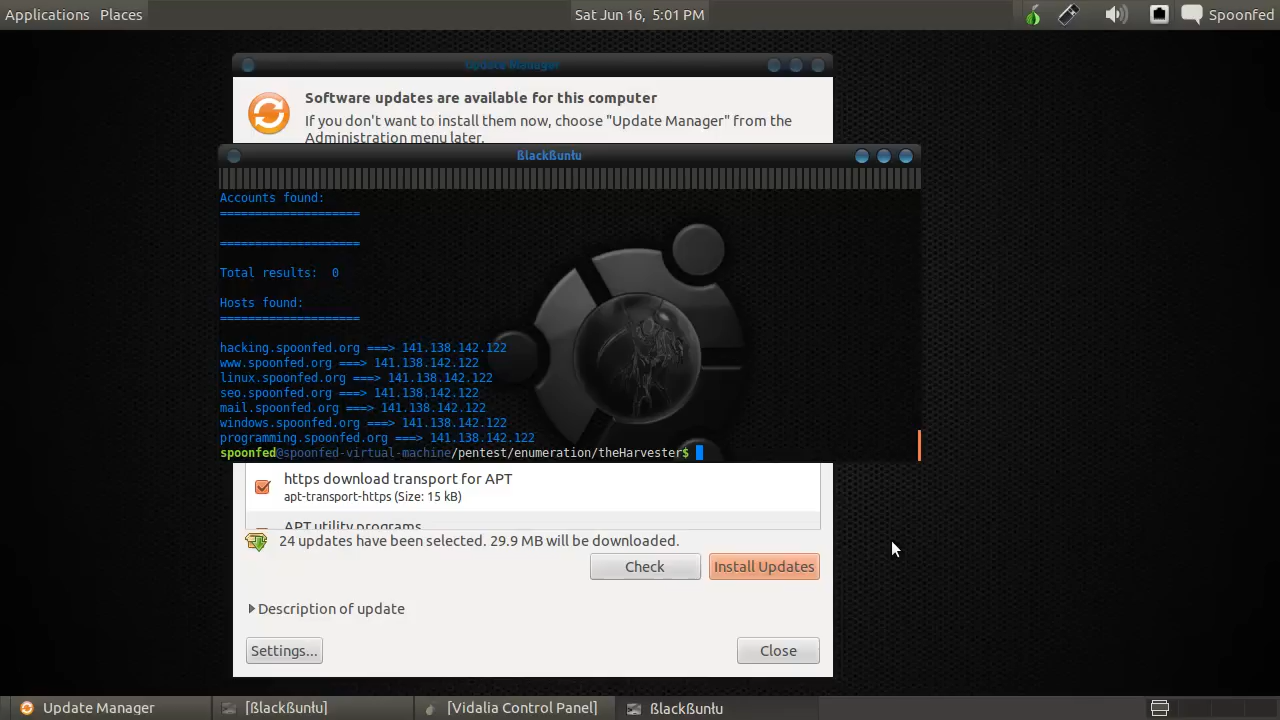 Applications Places Sat Jun 16, 5:01 PM Spoonfed
Update Manager
Software updates are available for this computer
If you don't want to install them now, choose "Update Manager" from the
Administration menu later.
ßlackßunłu
Accounts found:
====================
====================
Total results: 0
Hosts found:
====================
hacking.spoonfed.org ===> 141.138.142.122
www.spoonfed.org ===> 141.138.142.122
linux.spoonfed.org ===> 141.138.142.122
seo.spoonfed.org ===> 141.138.142.122
mail.spoonfed.org ===> 141.138.142.122
windows.spoonfed.org ===> 141.138.142.122
programming.spoonfed.org ===> 141.138.142.122
spoonfed@spoonfed-virtual-machine/pentest/enumeration/theHarvester$
https download transport for APT
apt-transport-https (Size: 15 kB)
APT utility programs
24 updates have been selected. 29.9 MB will be downloaded.
Check Install Updates
Description of update
Settings... Close
Update Manager [ßlackßunłu] [Vidalia Control Panel] ßlackßunłu